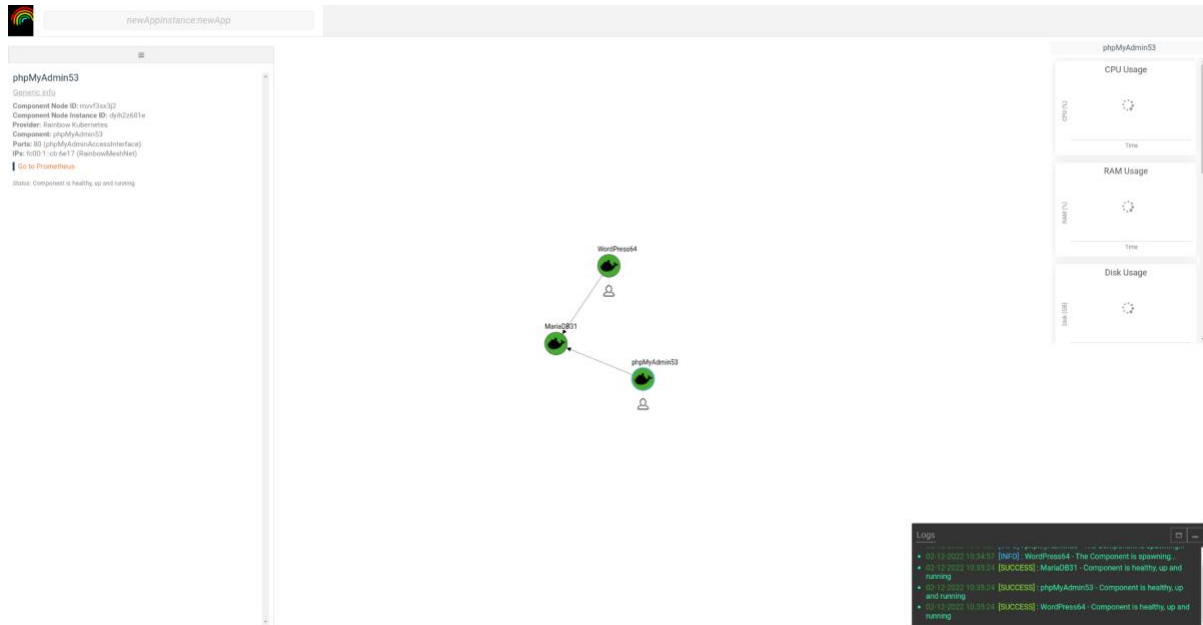 newAppInstance:newApp
phpMyAdmin53
Generic info
Component Node ID: mvvf3sx3j2
Component Node Instance ID: dyih2z601e
Provider: Rainbow Kubernetes
Component: phpMyAdmin53
Ports: 80 (phpMyAdminAccessInterface)
IPs: fc00:1::cb:6e17 (RainbowMeshNet)
Go to Prometheus
Status: Component is healthy, up and running
WordPress64
MariaDB31
phpMyAdmin53
phpMyAdmin53
CPU Usage
CPU (%)
Time
RAM Usage
RAM (%)
Time
Disk Usage
Disk (GB)
Logs
02-12-2022 10:34:57 [INFO] : WordPress64 - The Component is spawning...
02-12-2022 10:35:24 [SUCCESS] : MariaDB31 - Component is healthy, up and
running
02-12-2022 10:35:24 [SUCCESS] : phpMyAdmin53 - Component is healthy, up
and running
02-12-2022 10:35:24 [SUCCESS] : WordPress64 - Component is healthy, up and
running